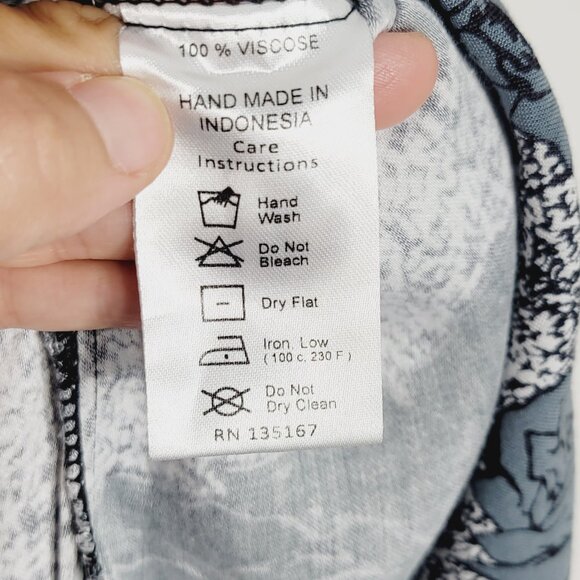 100 % VISCOSE
HAND MADE IN
INDONESIA
Care
Instructions
Hand
Wash
Do Not
Bleach
Dry Flat
Iron, Low
( 100 c, 230 F )
Do Not
Dry Clean
RN 135167